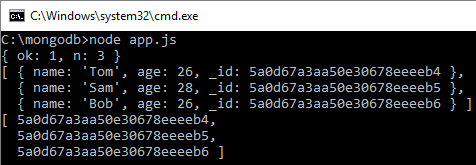 C:\Windows\system32\cmd.exe
C:\mongodb>node app.js
{ ok: 1, n: 3 }
[ { name: 'Tom', age: 26, _id: 5a0d67a3aa50e30678eeeeb4 },
  { name: 'Sam', age: 28, _id: 5a0d67a3aa50e30678eeeeb5 },
  { name: 'Bob', age: 26, _id: 5a0d67a3aa50e30678eeeeb6 } ]
[ 5a0d67a3aa50e30678eeeeb4,
  5a0d67a3aa50e30678eeeeb5,
  5a0d67a3aa50e30678eeeeb6 ]